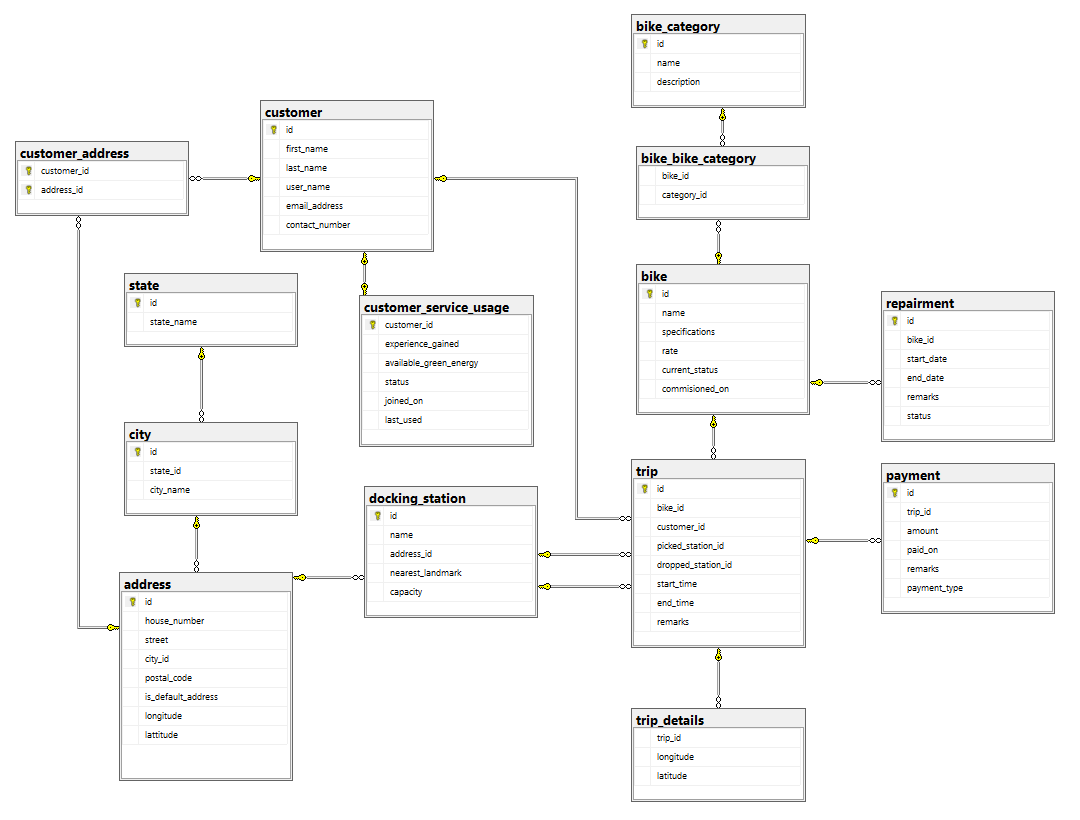 bike_category
id
name
description
customer
id
first_name
last_name
user_name
email_address
contact_number
customer_address
customer_id
address_id
bike_bike_category
bike_id
category_id
state
id
state_name
customer_service_usage
customer_id
experience_gained
available_green_energy
status
joined_on
last_used
bike
id
name
specifications
rate
current_status
commisioned_on
repairment
id
bike_id
start_date
end_date
remarks
status
city
id
state_id
city_name
docking_station
id
name
address_id
nearest_landmark
capacity
trip
id
bike_id
customer_id
picked_station_id
dropped_station_id
start_time
end_time
remarks
payment
id
trip_id
amount
paid_on
remarks
payment_type
address
id
house_number
street
city_id
postal_code
is_default_address
longitude
lattitude
trip_details
trip_id
longitude
latitude